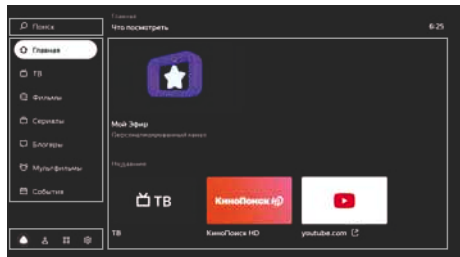 Поиск
Главная
Что посмотреть
6:25
Главная
ТВ
Фильмы
Сериалы
Блогеры
Мультфильмы
События
Мой Эфир
Персонализированный канал
Недавние
ТВ
КиноПоиск HD
ТВ
КиноПоиск HD
youtube.com